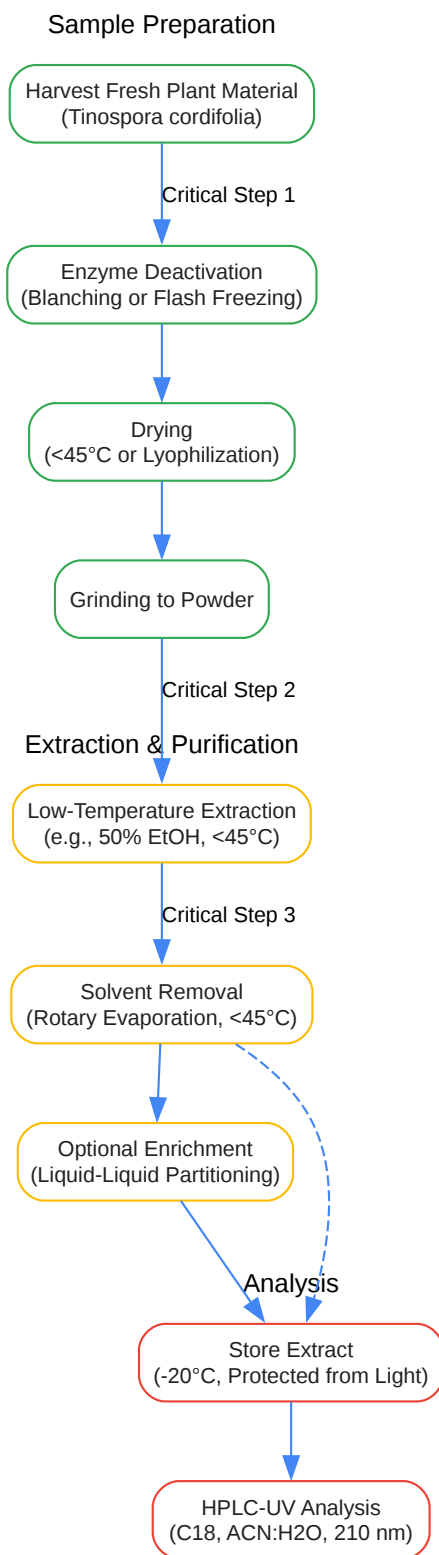 Sample Preparation
Harvest Fresh Plant Material
(Tinospora cordifolia)
Critical Step 1
Enzyme Deactivation
(Blanching or Flash Freezing)
Drying
(<45°C or Lyophilization)
Grinding to Powder
Critical Step 2
Extraction & Purification
Low-Temperature Extraction
(e.g., 50% EtOH, <45°C)
Critical Step 3
Solvent Removal
(Rotary Evaporation, <45°C)
Optional Enrichment
(Liquid-Liquid Partitioning)
Analysis
Store Extract
(-20°C, Protected from Light)
HPLC-UV Analysis
(C18, ACN:H2O, 210 nm)